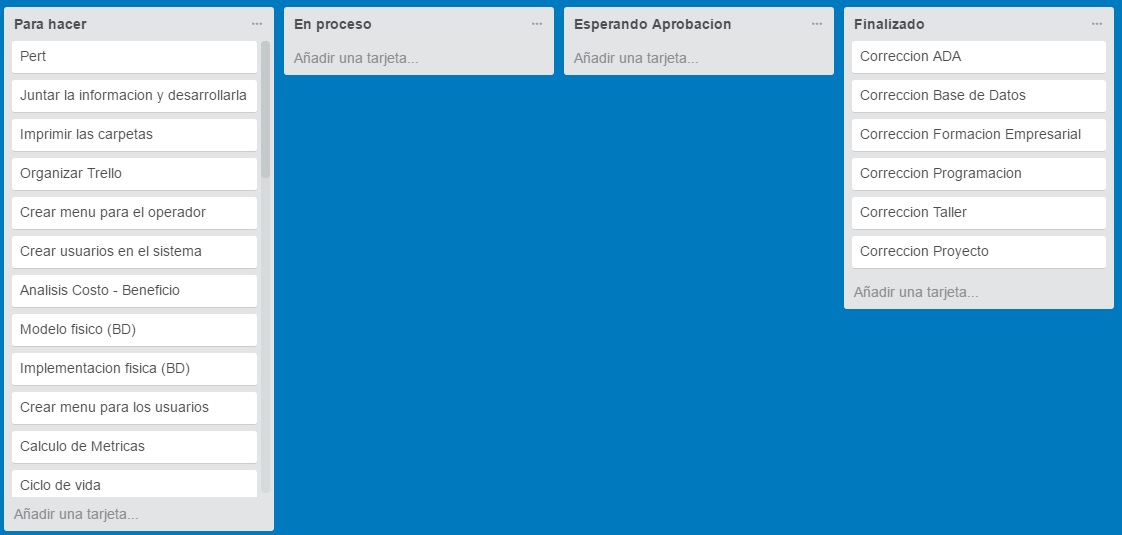 Para hacer
Pert
Juntar la informacion y desarrollarla
Imprimir las carpetas
Organizar Trello
Crear menu para el operador
Crear usuarios en el sistema
Analisis Costo - Beneficio
Modelo fisico (BD)
Implementacion fisica (BD)
Crear menu para los usuarios
Calculo de Metricas
Ciclo de vida
Añadir una tarjeta...
En proceso
Añadir una tarjeta...
Esperando Aprobacion
Añadir una tarjeta...
Finalizado
Correccion ADA
Correccion Base de Datos
Correccion Formacion Empresarial
Correccion Programacion
Correccion Taller
Correccion Proyecto
Añadir una tarjeta...